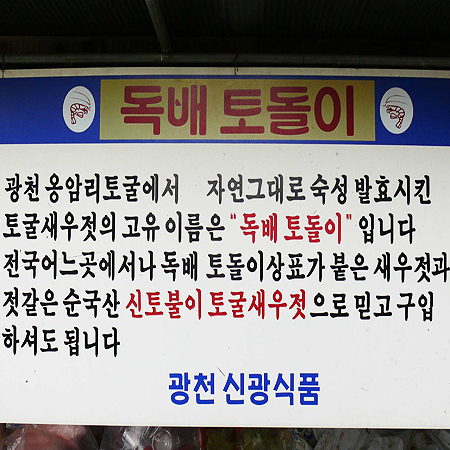 독배 토돌이
광천 옹암리토굴에서 자연그대로 숙성 발효시킨
토굴새우젓의 고유 이름은 "독배 토돌이" 입니다
전국어느곳에서나 독배 토돌이상표가 붙은 새우젓과
젓갈은 순국산 신토불이 토굴새우젓으로 믿고 구입
하셔도 됩니다
광천 신광식품